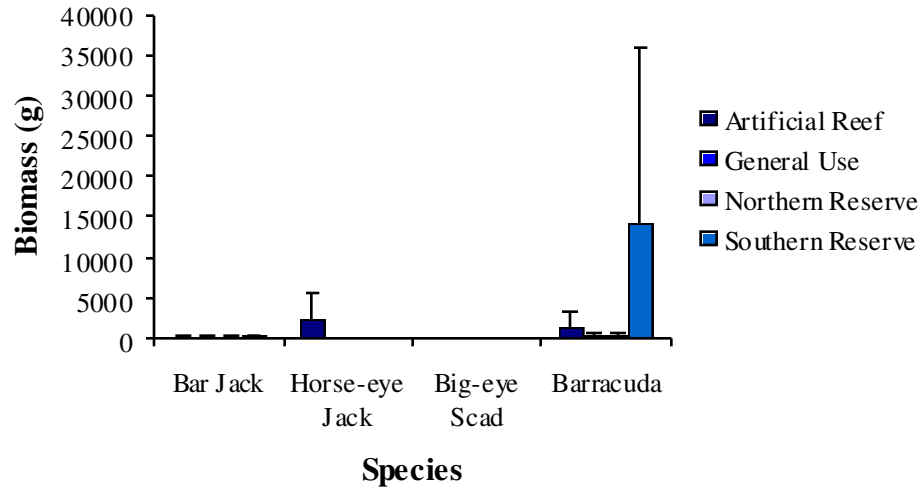 40000
35000
30000
25000
20000
15000
10000
5000
0
Biomass (g)
Bar Jack
Horse-eye
Jack
Big-eye
Scad
Barracuda
Species
Artificial Reef
General Use
Northern Reserve
Southern Reserve